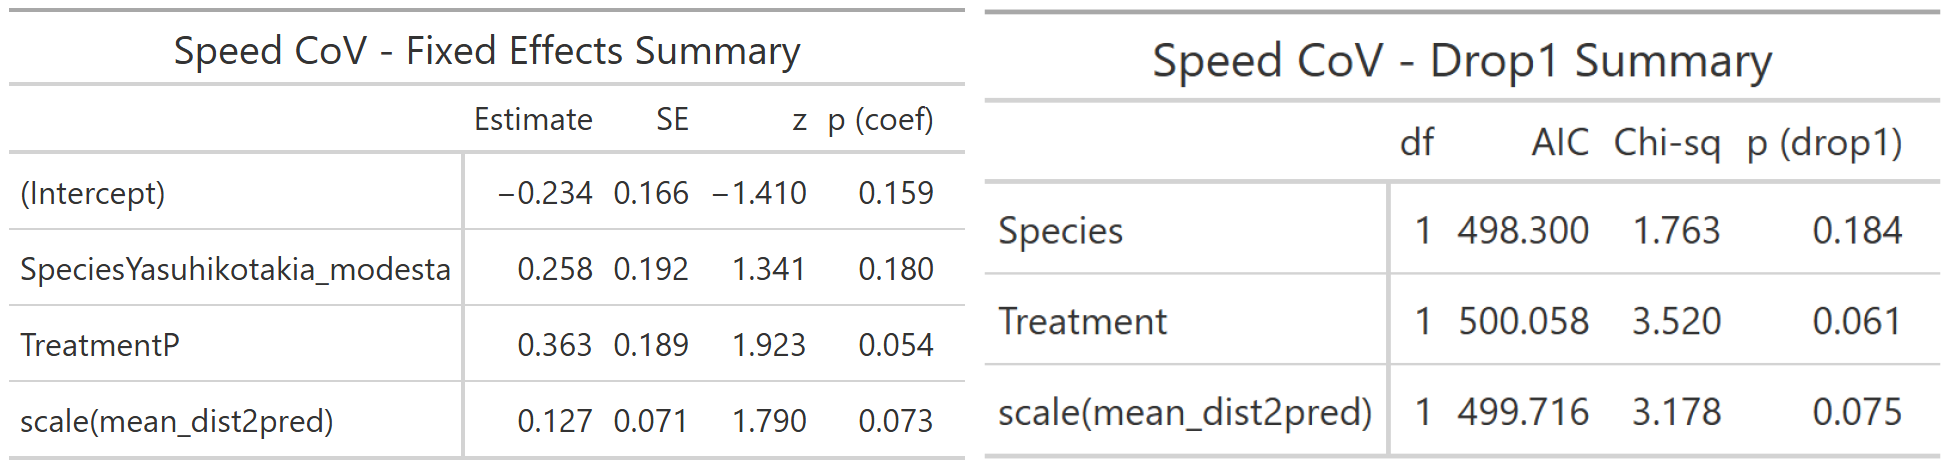 Speed CoV - Fixed Effects Summary
Estimate SE z p (coef)
(Intercept) −0.234 0.166 −1.410 0.159
SpeciesYasuhikotakia_modesta 0.258 0.192 1.341 0.180
TreatmentP 0.363 0.189 1.923 0.054
scale(mean_dist2pred) 0.127 0.071 1.790 0.073
Speed CoV - Drop1 Summary
df AIC Chi-sq p (drop1)
Species 1 498.300 1.763 0.184
Treatment 1 500.058 3.520 0.061
scale(mean_dist2pred) 1 499.716 3.178 0.075